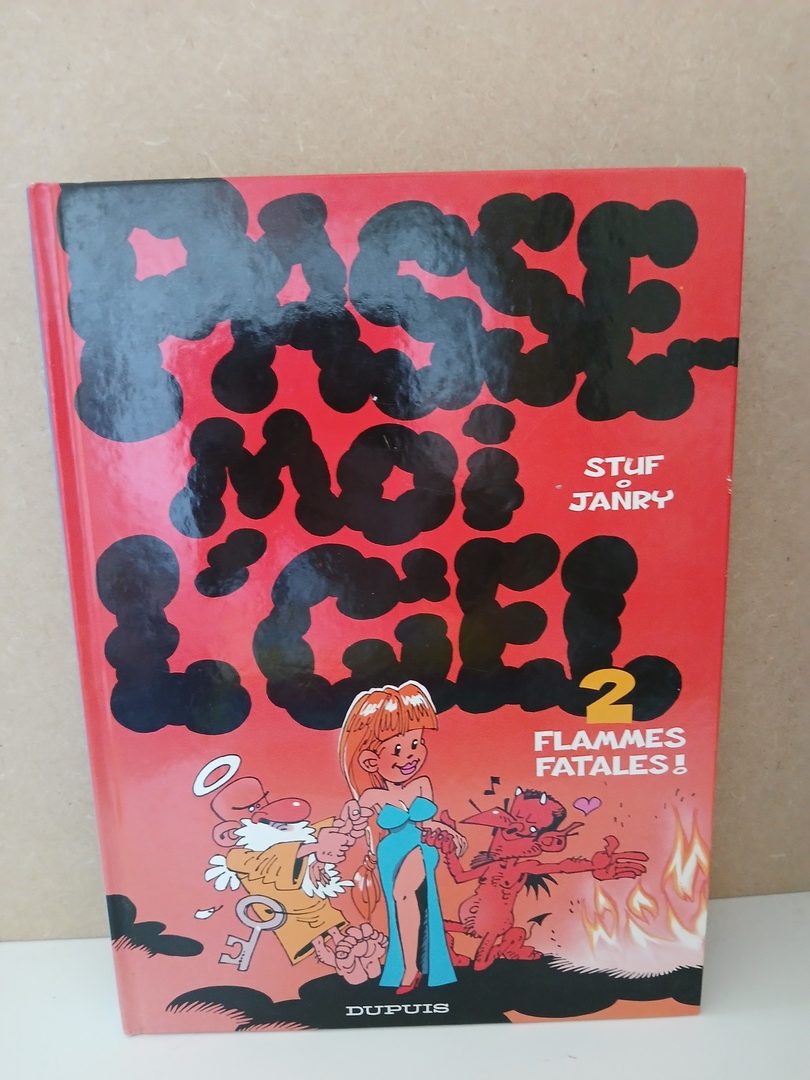 PASSE-
MOI
L'CIEL
STUF
JANRY
2
FLAMMES
FATALES!
DUPUIS